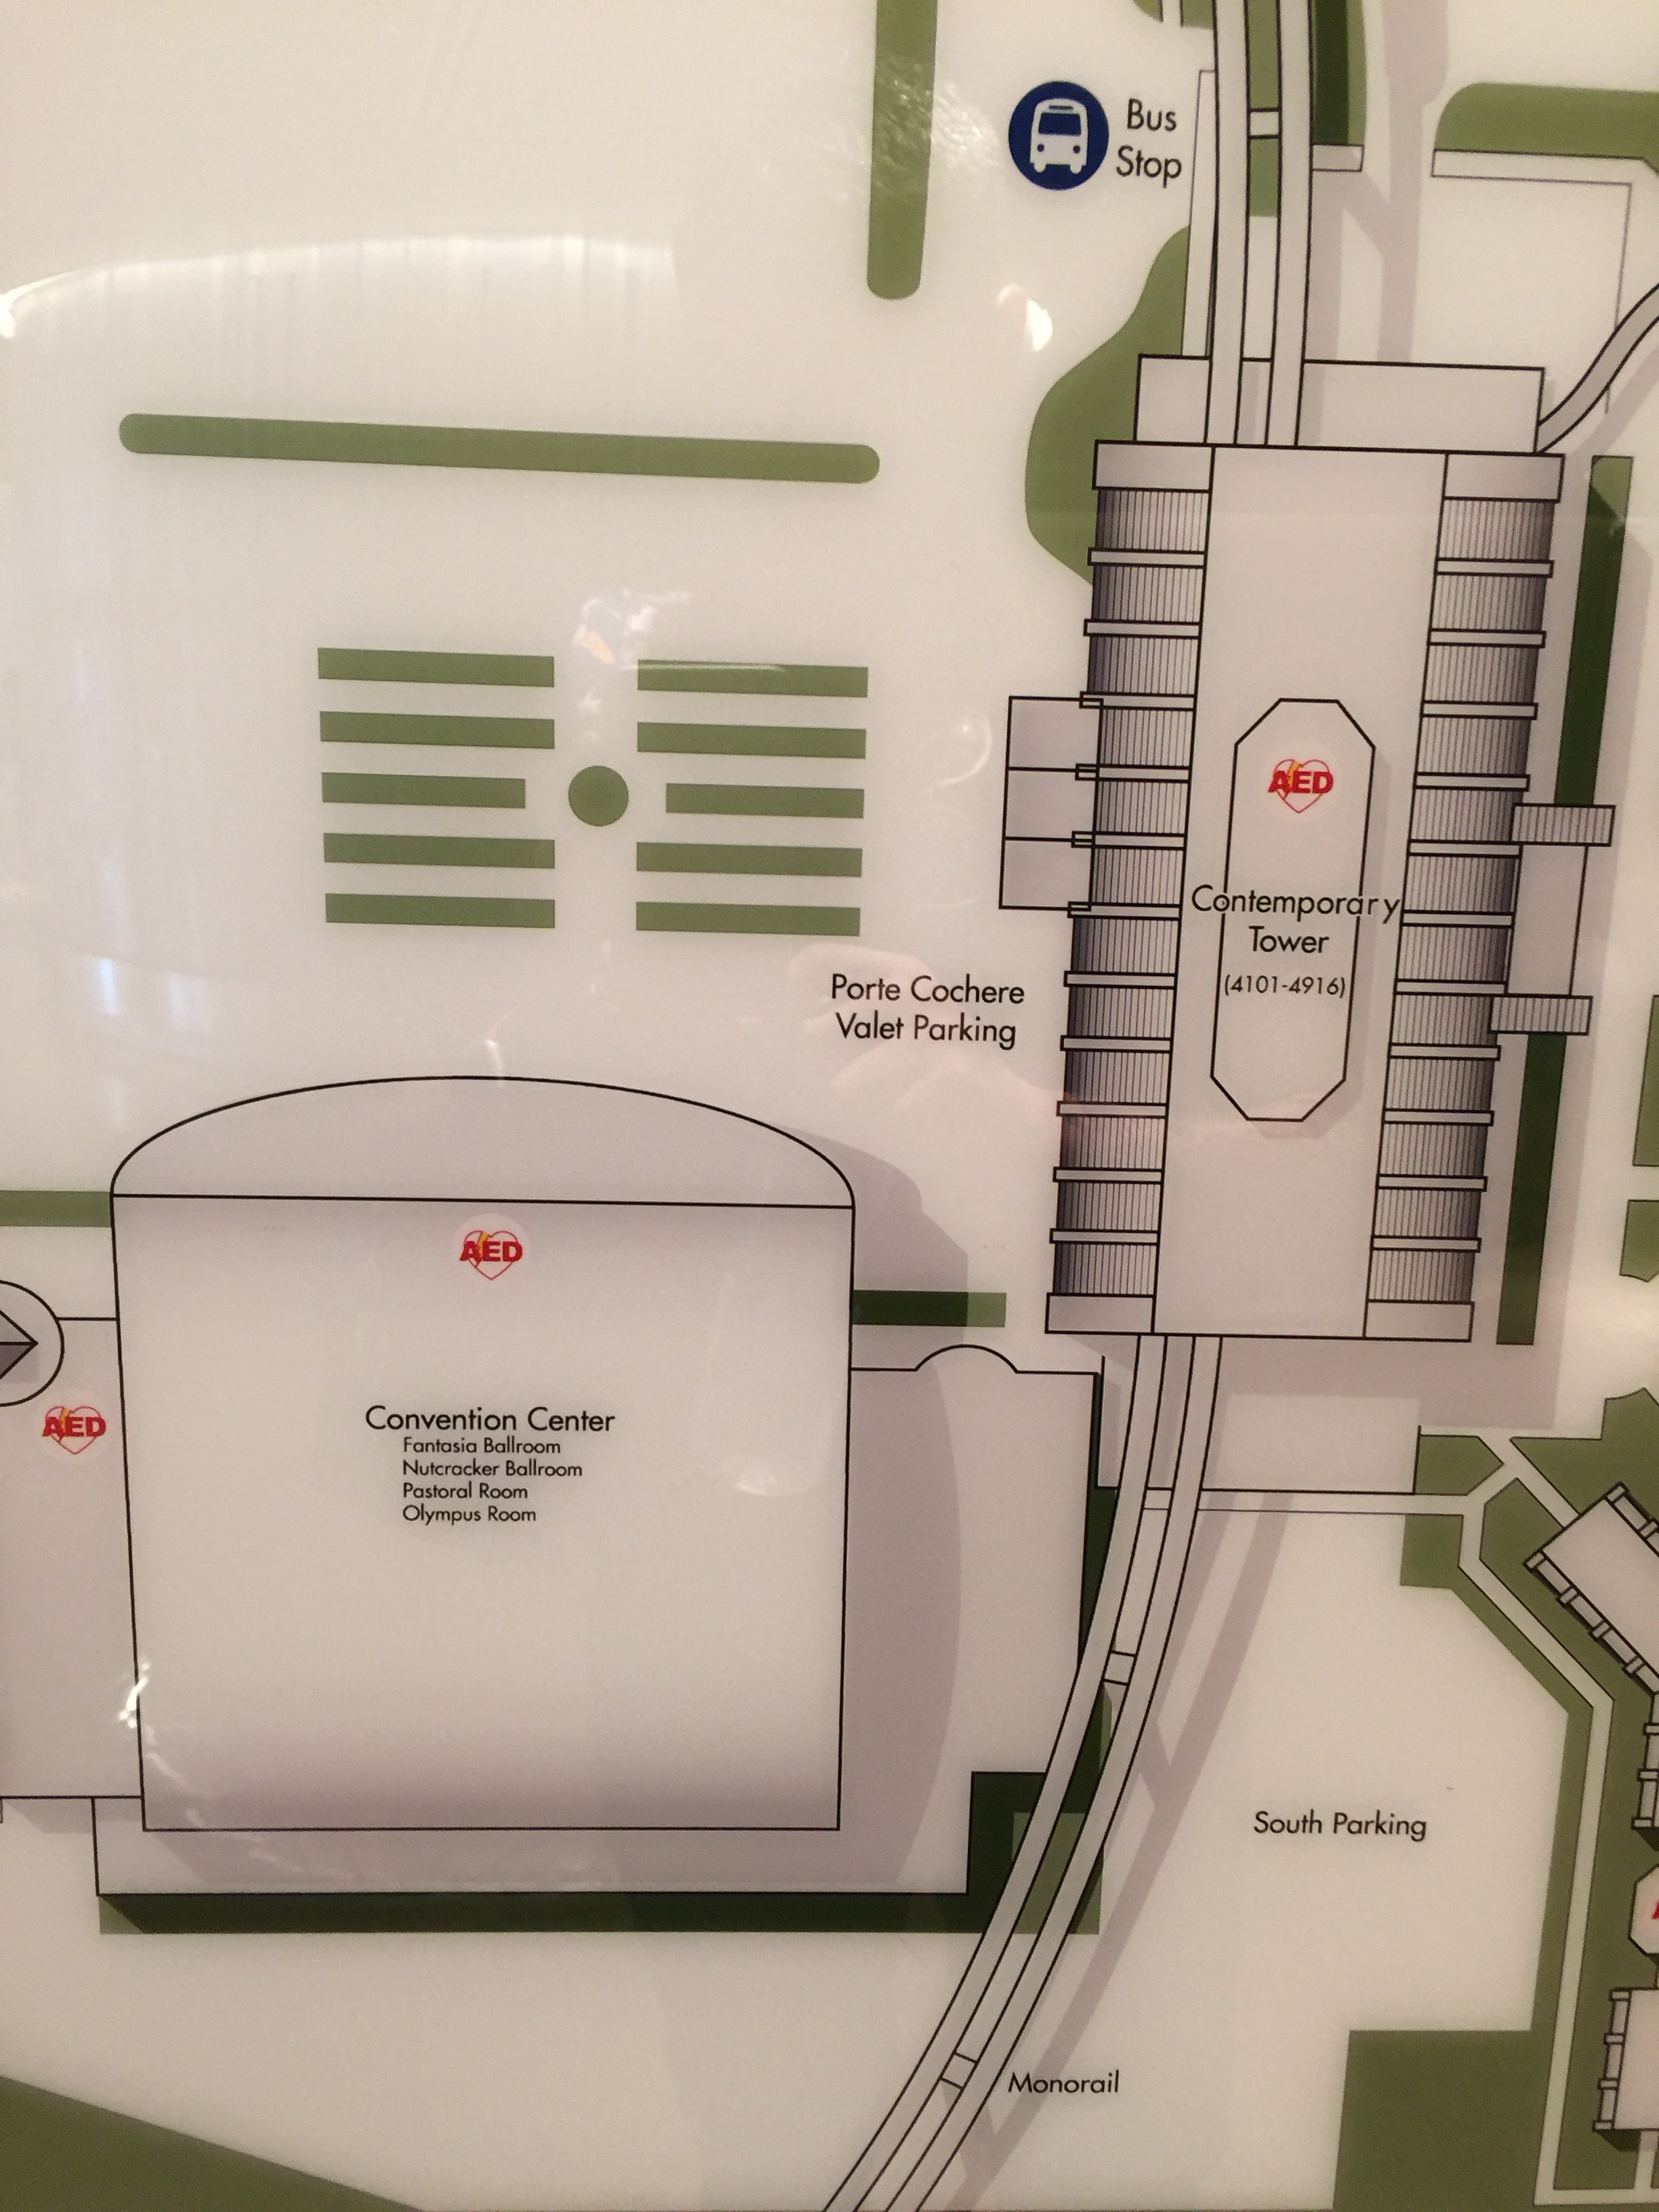 Bus
Stop
AED
Contemporary
Tower
(4101-4916)
Porte Cochere
Valet Parking
AED
AED
Convention Center
Fantasia Ballroom
Nutcracker Ballroom
Pastoral Room
Olympus Room
South Parking
Monorail